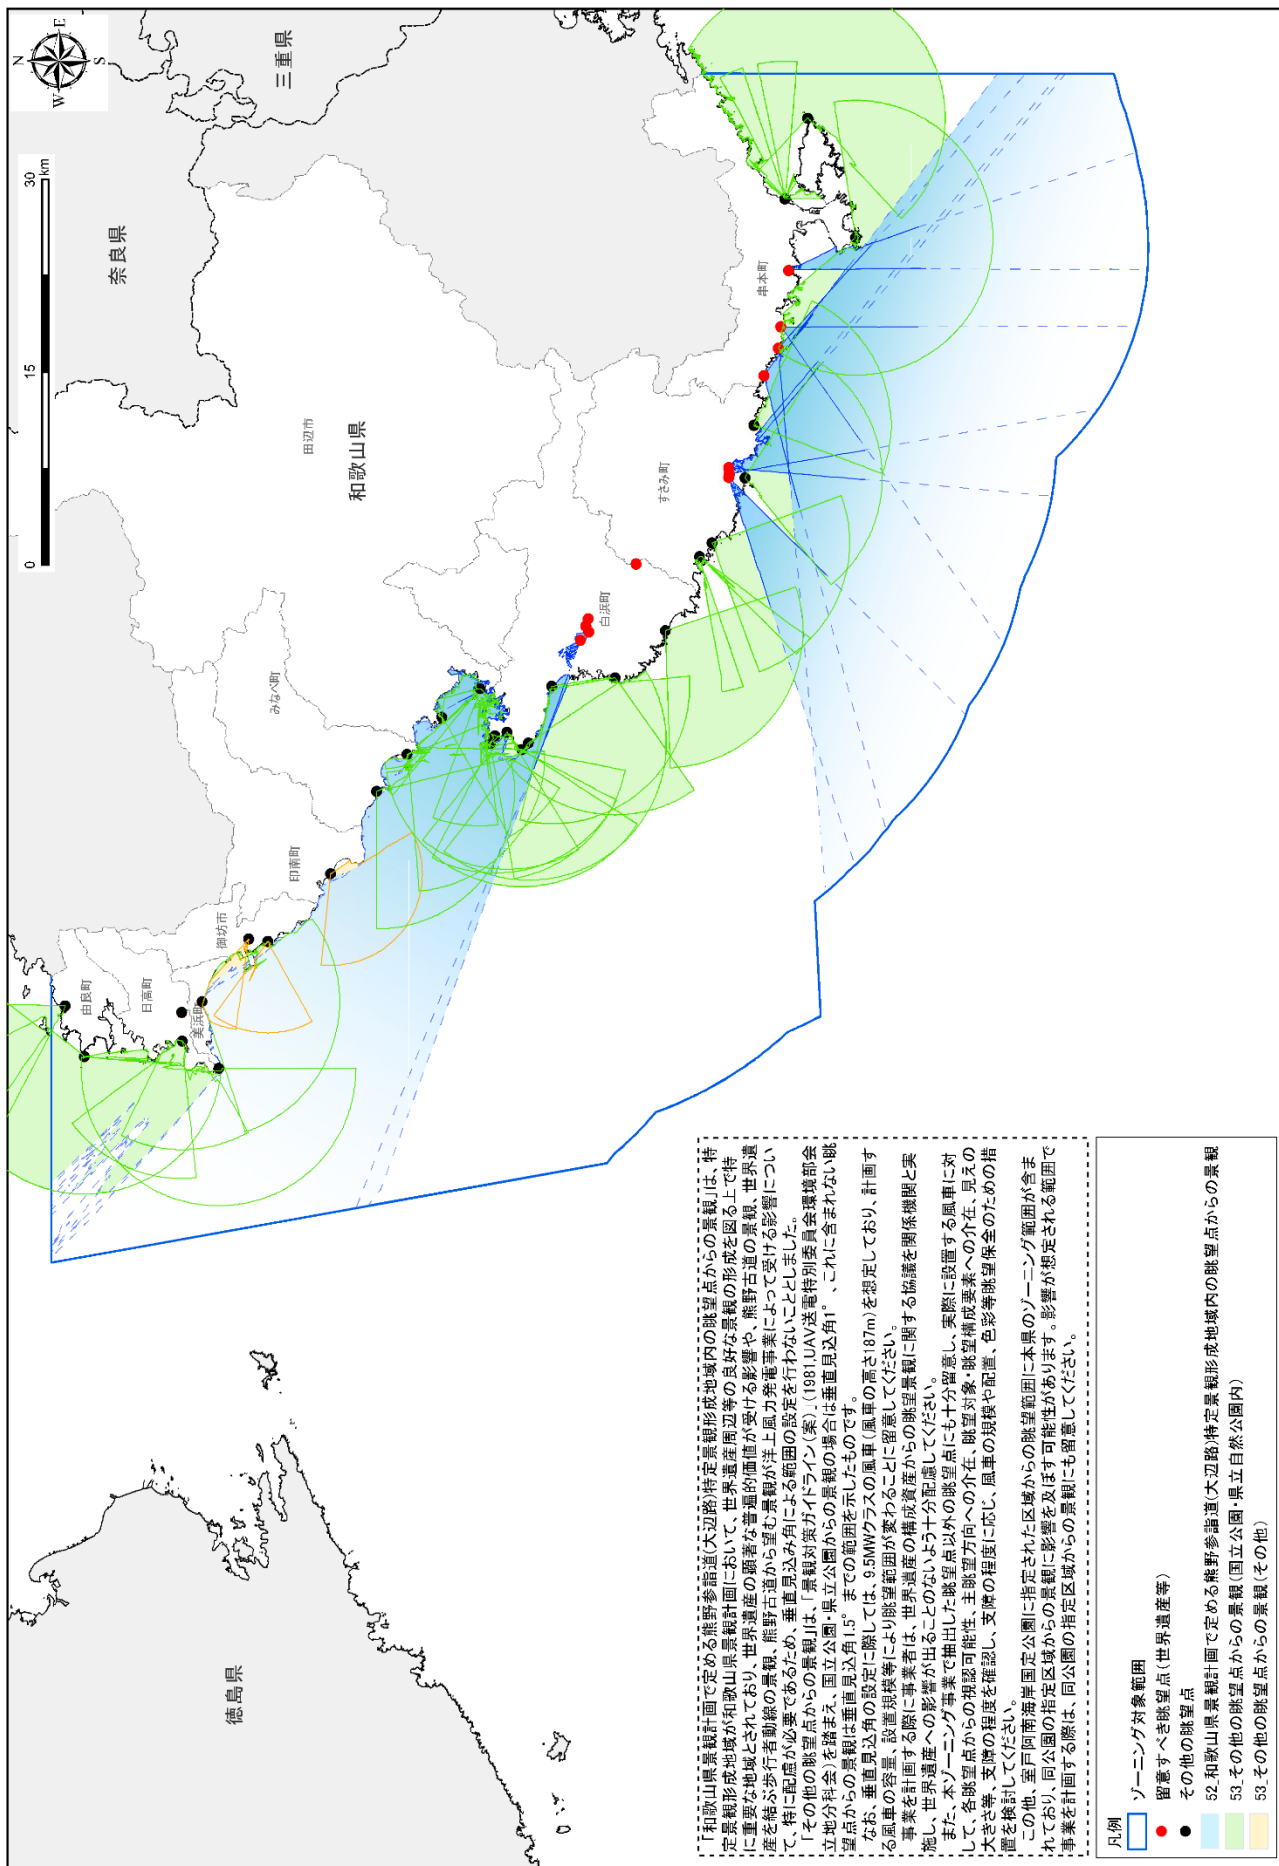 N
E
S
W
0
15
30
km
奈良県
三重県
和歌山県
田辺市
みなべ町
印南町
御坊市
日高町
由良町
美浜町
白浜町
すさみ町
串本町
徳島県
「和歌山県景観計画で定める熊野参詣道(大辺路)特定景観形成地域内の眺望点からの景観」は、特
定景観形成地域が和歌山県景観計画において、世界遺産周辺等の良好な景観の形成を図る上で特
に重要な地域とされており、世界遺産の顕著な普遍的価値が受ける影響や、熊野古道の景観、世界遺
産を結ぶ歩行者動線の景観、熊野古道から望む景観が洋上風力発電事業によって受ける影響につい
て、特に配慮が必要であるため、垂直見込み角による範囲の設定を行わないこととしました。
「その他の眺望点からの景観」は、「景観対策ガイドライン(案)」(1981,UAV送電特別委員会環境部会
立地分科会)を踏まえ、国立公園・県立公園からの景観の場合は垂直見込角1°、これに含まれない眺
望点からの景観は垂直見込角1.5°までの範囲を示したものです。
なお、垂直見込角の設定に際しては、9.5MWクラスの風車(風車の高さ187m)を想定しており、計画す
る風車の容量、設置規模等により眺望範囲が変わることに留意してください。
事業を計画する際に事業者は、世界遺産の構成資産からの眺望景観に関する協議を関係機関と実
施し、世界遺産への影響が出ることのないよう十分配慮してください。
また、本ゾーニング事業で抽出した眺望点以外の眺望点にも十分留意し、実際に設置する風車に対
して、各眺望点からの視認可能性、主眺望方向への介在、眺望対象・眺望構成要素への介在、見えの
大きさ等、支障の程度を確認し、支障の程度に応じ、風車の規模や配置、色彩等眺望保全のための措
置を検討してください。
この他、室戸阿南海岸国定公園に指定された区域からの眺望範囲に本県のゾーニング範囲が含ま
れており、同公園の指定区域からの景観に影響を及ぼす可能性があります。影響が想定される範囲で
事業を計画する際は、同公園の指定区域からの景観にも留意してください。
凡例
ゾーニング対象範囲
留意すべき眺望点(世界遺産等)
その他の眺望点
52_和歌山県景観計画で定める熊野参詣道(大辺路)特定景観形成地域内の眺望点からの景観
53_その他の眺望点からの景観(国立公園・県立自然公園内)
53_その他の眺望点からの景観(その他)